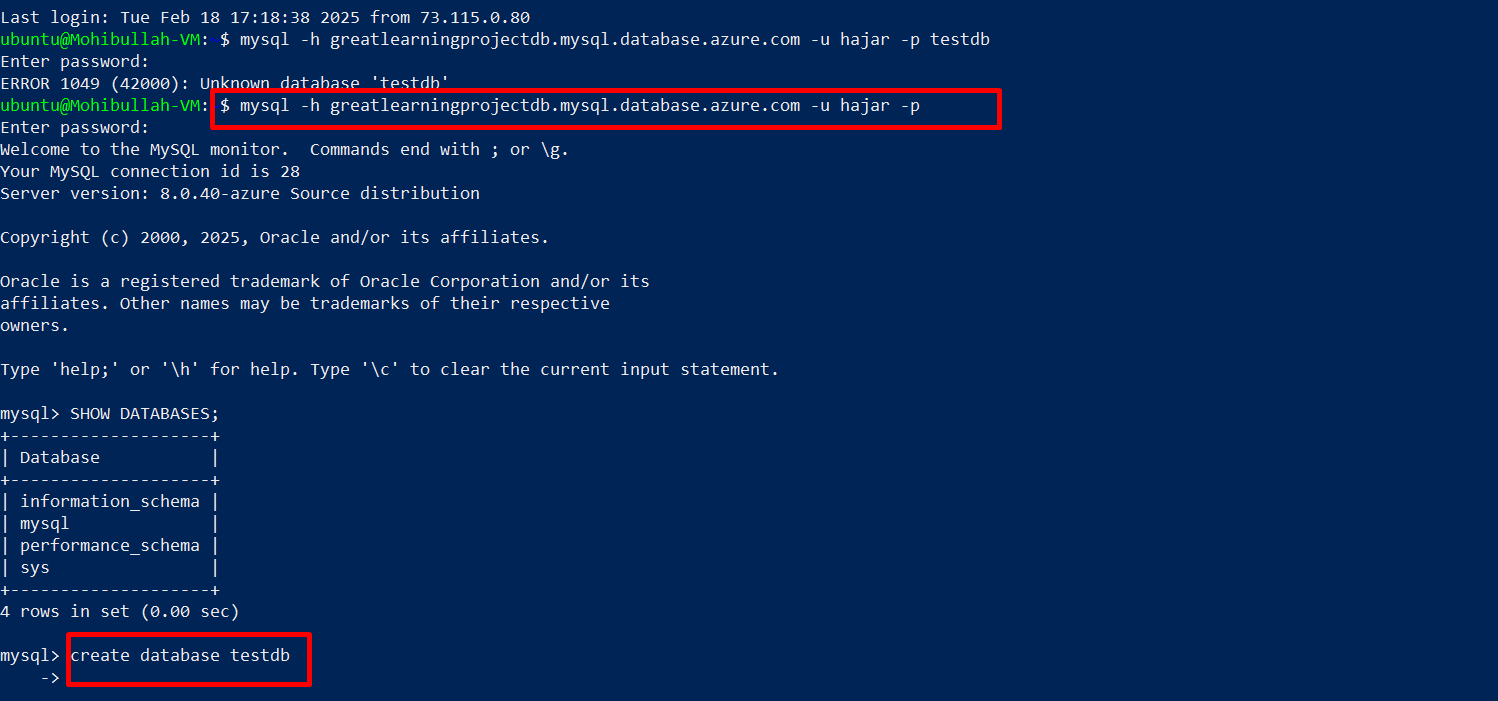 Last login: Tue Feb 18 17:18:38 2025 from 73.115.0.80
ubuntu@Mohibullah-VM: $ mysql -h greatlearningprojectdb.mysql.database.azure.com -u hajar -p testdb
Enter password:
ERROR 1049 (42000): Unknown database 'testdb'
ubuntu@Mohibullah-VM: $ mysql -h greatlearningprojectdb.mysql.database.azure.com -u hajar -p
Enter password:
Welcome to the MySQL monitor.  Commands end with ; or \g.
Your MySQL connection id is 28
Server version: 8.0.40-azure Source distribution
Copyright (c) 2000, 2025, Oracle and/or its affiliates.
Oracle is a registered trademark of Oracle Corporation and/or its
affiliates. Other names may be trademarks of their respective
owners.
Type 'help;' or '\h' for help. Type '\c' to clear the current input statement.
mysql> SHOW DATABASES;
+--------------------+
| Database           |
+--------------------+
| information_schema |
| mysql              |
| performance_schema |
| sys                |
+--------------------+
4 rows in set (0.00 sec)
mysql> create database testdb
    ->